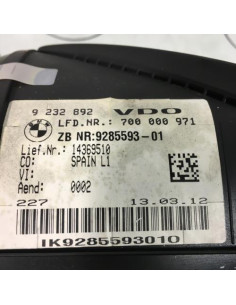 9 232 892 VDO
LFD.NR.: 700 000 971
ZB NR:9285593-01
Lief.Nr.: 14369510
CO: SPAIN L1
VI:
Aend: 0002
227 13.03.12
IK9285593010